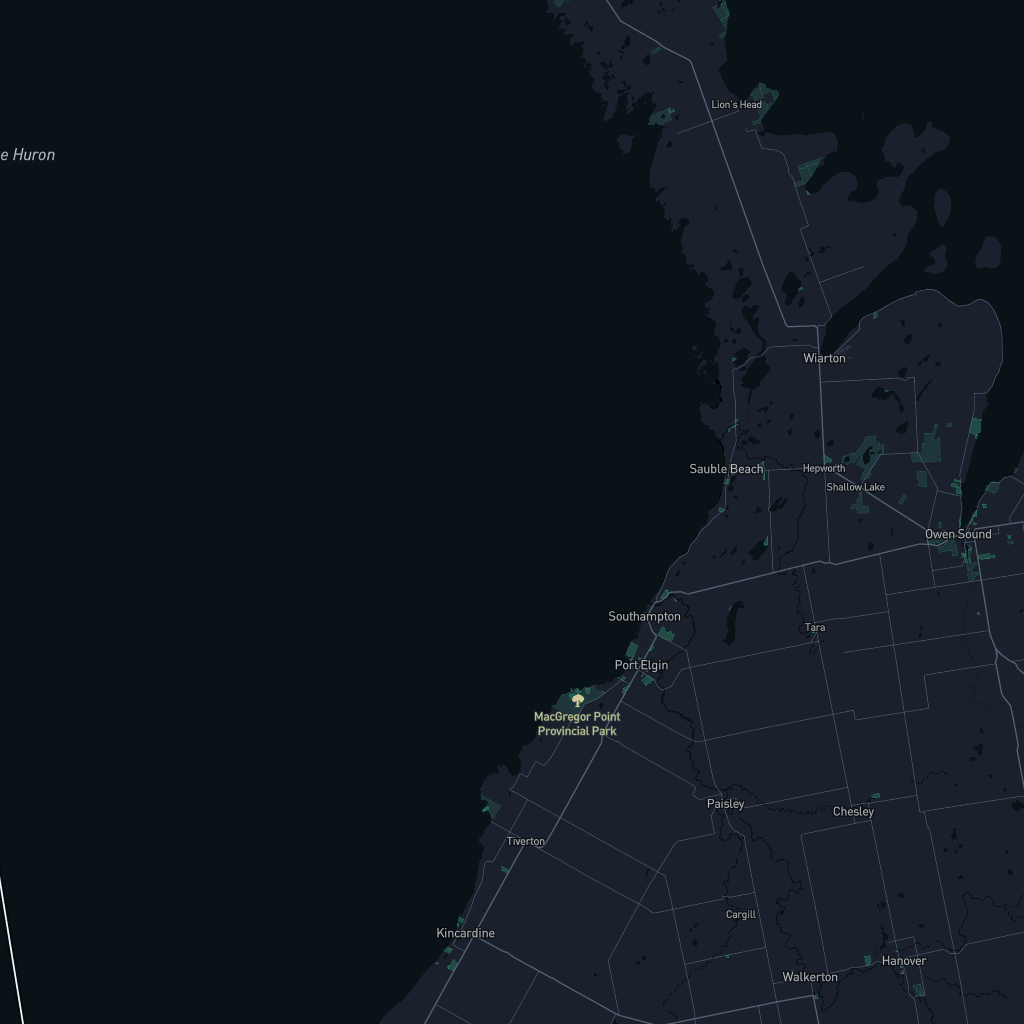 Lion's Head
e Huron
Wiarton
Sauble Beach
Hepworth
Shallow Lake
Owen Sound
Southampton
Tara
Port Elgin
MacGregor Point
Provincial Park
Paisley
Chesley
Tiverton
Cargill
Kincardine
Hanover
Walkerton